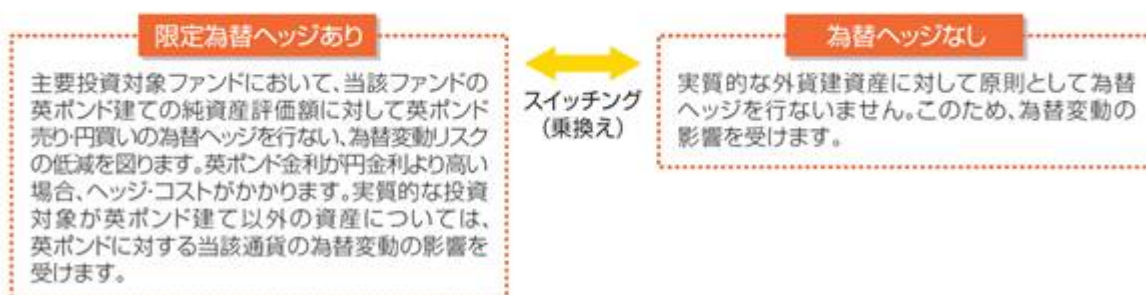 限定為替ヘッジあり
主要投資対象ファンドにおいて、当該ファンドの
英ポンド建ての純資産評価額に対して英ポンド
売り・円買いの為替ヘッジを行ない、為替変動リスク
の低減を図ります。英ポンド金利が円金利より高い
場合、ヘッジ・コストがかかります。実質的な投資
対象が英ポンド建て以外の資産については、
英ポンドに対する当該通貨の為替変動の影響を
受けます。
スイッチング
（乗換え）
為替ヘッジなし
実質的な外貨建資産に対して原則として為替
ヘッジを行ないません。このため、為替変動の
影響を受けます。